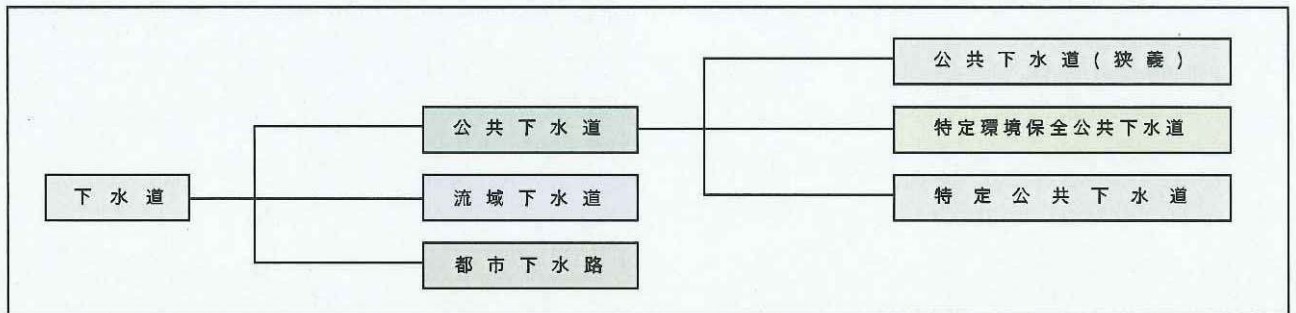 下水道
公共下水道
流域下水道
都市下水路
公共下水道(狭義)
特定環境保全公共下水道
特定公共下水道